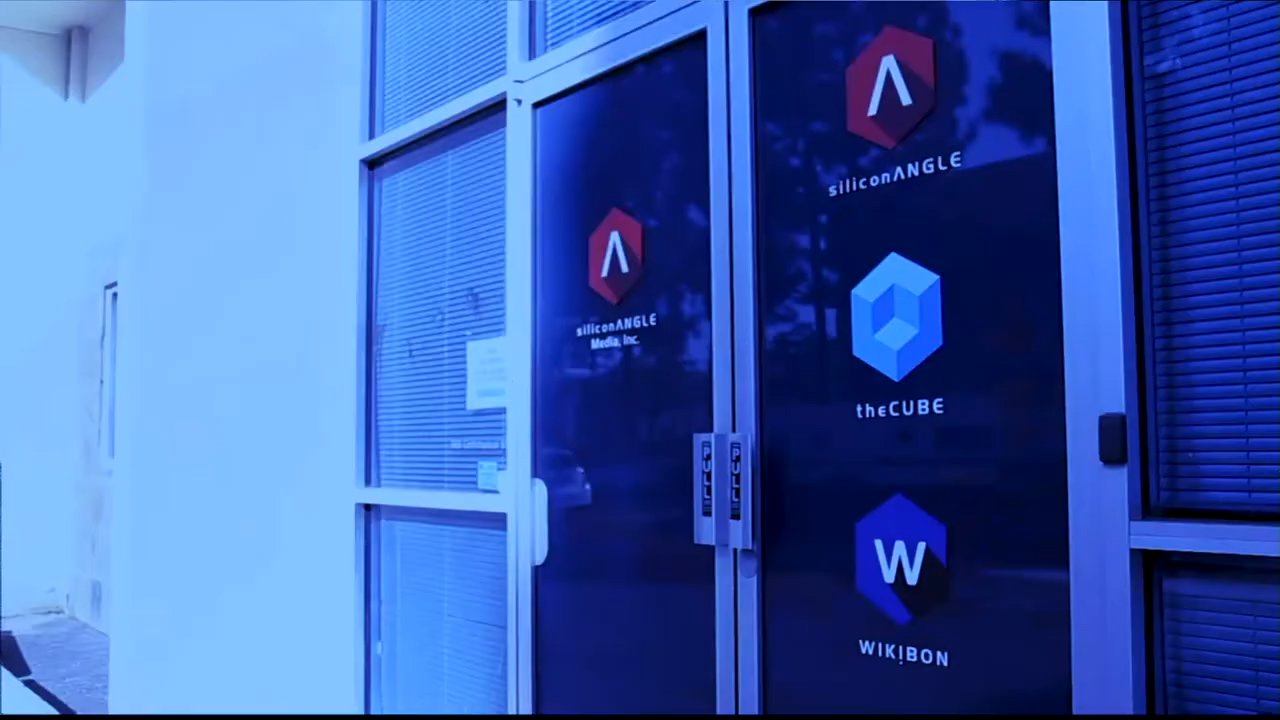 siliconANGLE
Media, Inc.
PULL
PULL
siliconANGLE
theCUBE
WIKIBON